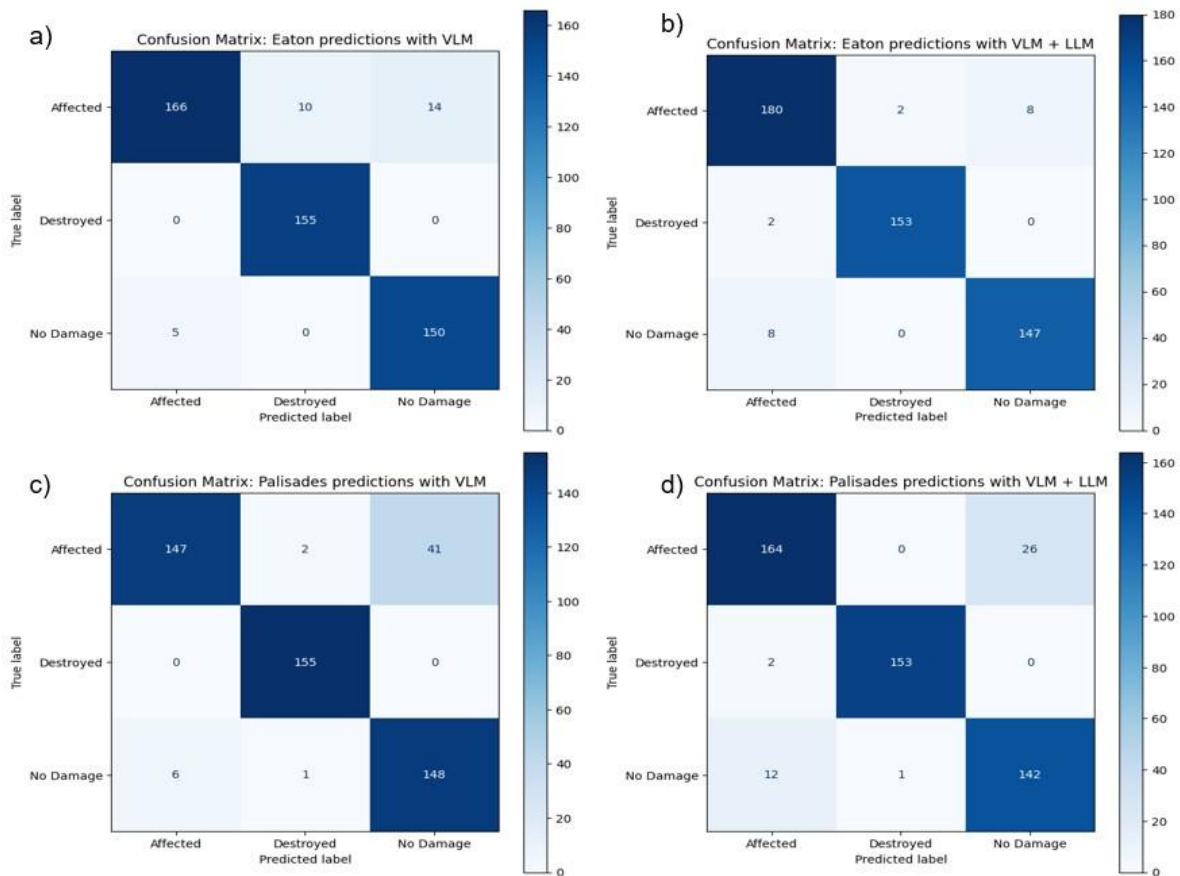 a)
Confusion Matrix: Eaton predictions with VLM
True label
Affected
166 10 14
Destroyed
0 155 0
No Damage
5 0 150
Affected Destroyed No Damage
Predicted label
160
140
120
100
80
60
40
20
0
b)
Confusion Matrix: Eaton predictions with VLM + LLM
True label
Affected
180 2 8
Destroyed
2 153 0
No Damage
8 0 147
Affected Destroyed No Damage
Predicted label
180
160
140
120
100
80
60
40
20
0
c)
Confusion Matrix: Palisades predictions with VLM
True label
Affected
147 2 41
Destroyed
0 155 0
No Damage
6 1 148
Affected Destroyed No Damage
Predicted label
140
120
100
80
60
40
20
0
d)
Confusion Matrix: Palisades predictions with VLM + LLM
True label
Affected
164 0 26
Destroyed
2 153 0
No Damage
12 1 142
Affected Destroyed No Damage
Predicted label
160
140
120
100
80
60
40
20
0